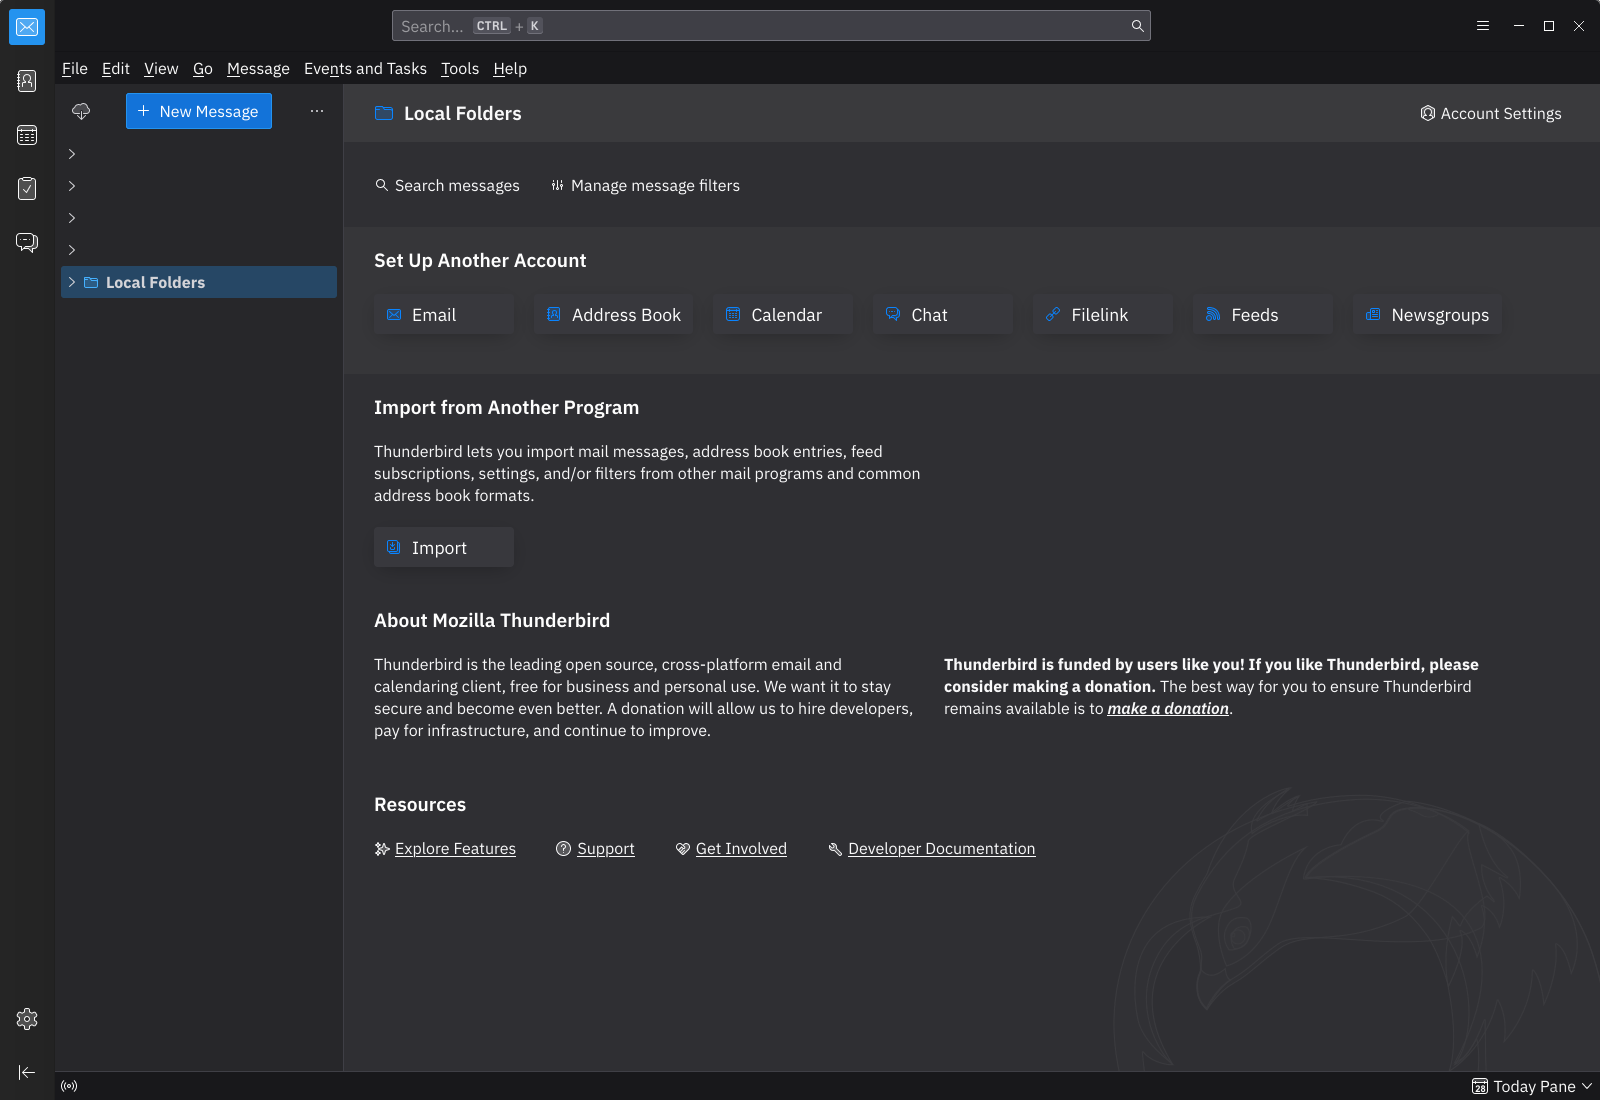 Search... CTRL + K
File Edit View Go Message Events and Tasks Tools Help
New Message
Local Folders
Local Folders
Account Settings
Search messages Manage message filters
Set Up Another Account
Email Address Book Calendar Chat Filelink Feeds Newsgroups
Import from Another Program
Thunderbird lets you import mail messages, address book entries, feed
subscriptions, settings, and/or filters from other mail programs and common
address book formats.
Import
About Mozilla Thunderbird
Thunderbird is the leading open source, cross-platform email and
calendaring client, free for business and personal use. We want it to stay
secure and become even better. A donation will allow us to hire developers,
pay for infrastructure, and continue to improve.
Thunderbird is funded by users like you! If you like Thunderbird, please
consider making a donation. The best way for you to ensure Thunderbird
remains available is to make a donation.
Resources
Explore Features Support Get Involved Developer Documentation
28 Today Pane